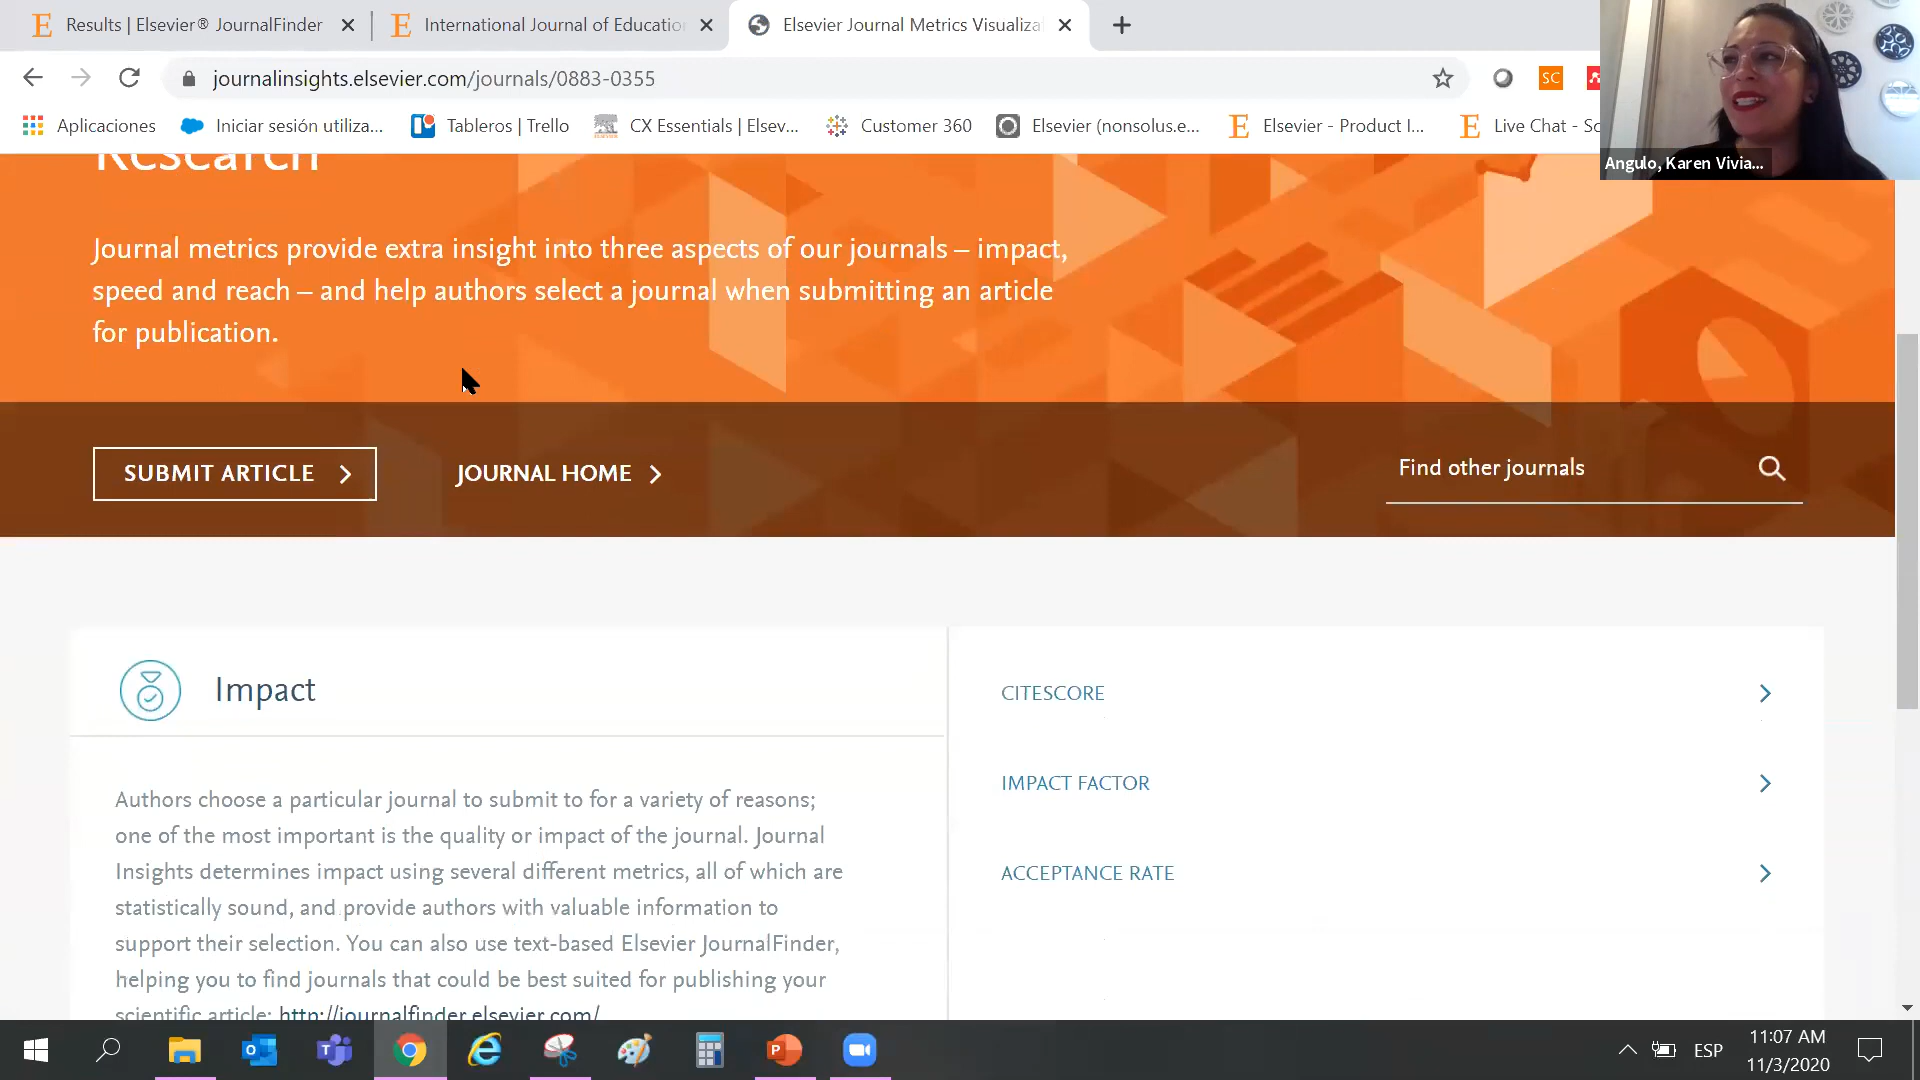 Results | Elsevier® JournalFinder
International Journal of Educatio
Elsevier Journal Metrics Visualiza
journalinsights.elsevier.com/journals/0883-0355
SC
Aplicaciones
Iniciar sesión utiliza...
Tableros | Trello
CX Essentials | Elsev...
Customer 360
Elsevier (nonsolus.e...
Elsevier - Product I...
Live Chat - Sc
Angulo, Karen Vivia...
Research
Journal metrics provide extra insight into three aspects of our journals – impact,
speed and reach – and help authors select a journal when submitting an article
for publication.
SUBMIT ARTICLE
JOURNAL HOME
Find other journals
Impact
Authors choose a particular journal to submit to for a variety of reasons;
one of the most important is the quality or impact of the journal. Journal
Insights determines impact using several different metrics, all of which are
statistically sound, and provide authors with valuable information to
support their selection. You can also use text-based Elsevier JournalFinder,
helping you to find journals that could be best suited for publishing your
scientific article: http://journalfinder.elsevier.com/
CITESCORE
IMPACT FACTOR
ACCEPTANCE RATE
ESP
11:07 AM
11/3/2020